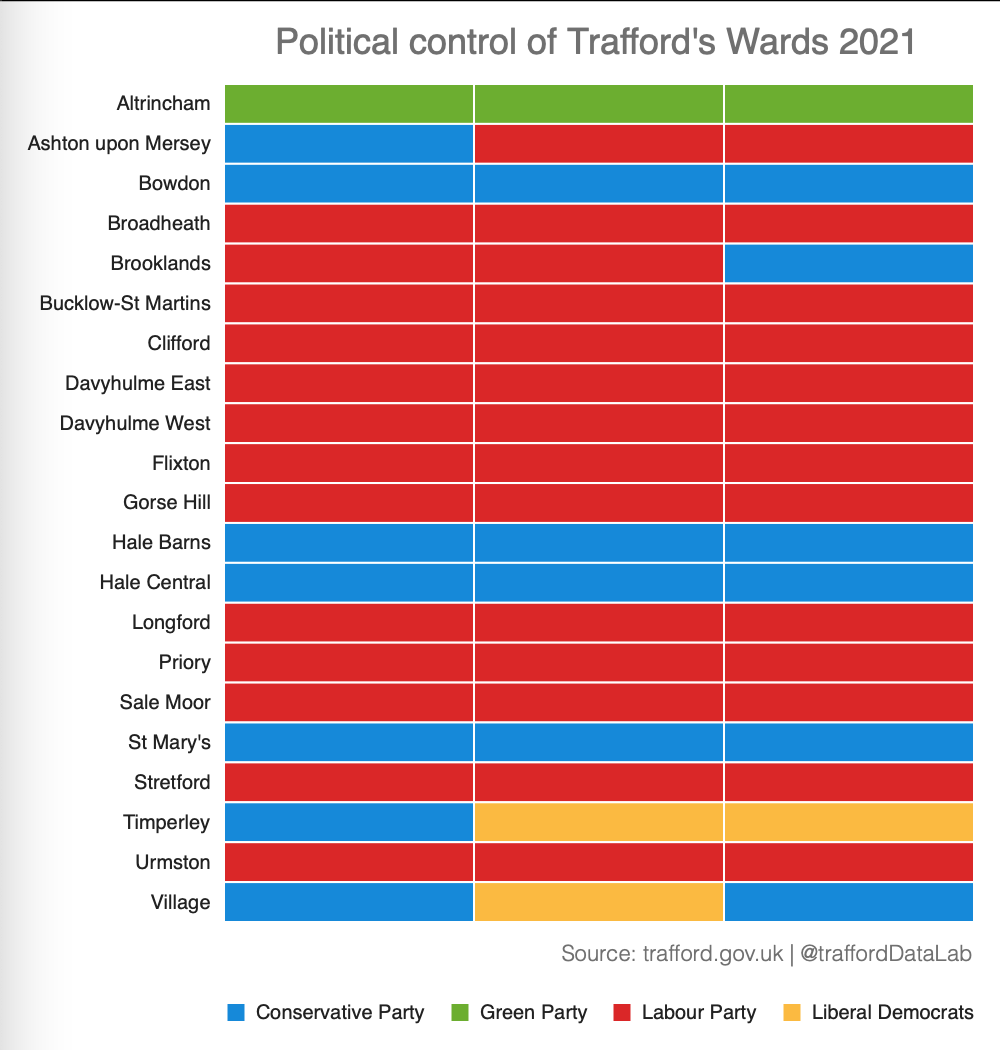 Political control of Trafford's Wards 2021
Altrincham
Ashton upon Mersey
Bowdon
Broadheath
Brooklands
Bucklow-St Martins
Clifford
Davyhulme East
Davyhulme West
Flixton
Gorse Hill
Hale Barns
Hale Central
Longford
Priory
Sale Moor
St Mary's
Stretford
Timperley
Urmston
Village
Source: trafford.gov.uk | @traffordDataLab
Conservative Party Green Party Labour Party Liberal Democrats